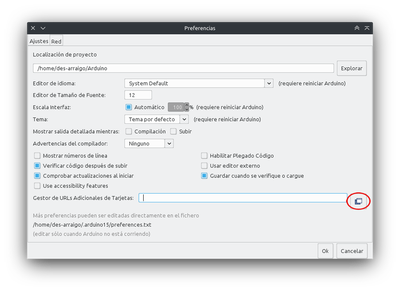 Preferencias
Ajustes Red
Localización de proyecto
/home/des-arraigo/Arduino Explorar
Editor de idioma: System Default (requiere reiniciar Arduino)
Editor de Tamaño de Fuente: 12
Escala Interfaz: Automático 100 % (requiere reiniciar Arduino)
Tema: Tema por defecto (requiere reiniciar Arduino)
Mostrar salida detallada mientras: Compilación Subir
Advertencias del compilador: Ninguno
Mostrar números de línea Habilitar Plegado Código
Verificar código después de subir Usar editor externo
Comprobar actualizaciones al iniciar Guardar cuando se verifique o cargue
Use accessibility features
Gestor de URLs Adicionales de Tarjetas:
Más preferencias pueden ser editadas directamente en el fichero
/home/des-arraigo/.arduino15/preferences.txt
(editar sólo cuando Arduino no está corriendo)
Ok Cancelar